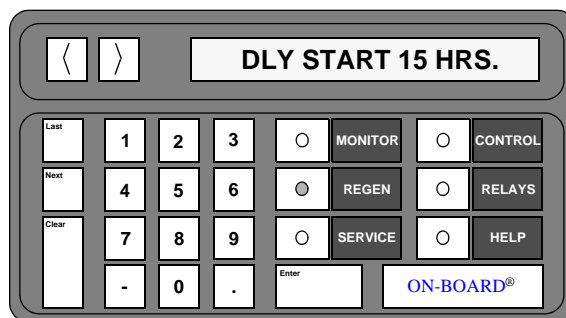 〈 〉 DLY START 15 HRS.
Last 1 2 3 MONITOR CONTROL
Next 4 5 6 REGEN RELAYS
Clear 7 8 9 SERVICE HELP
- 0 . Enter ON-BOARD®